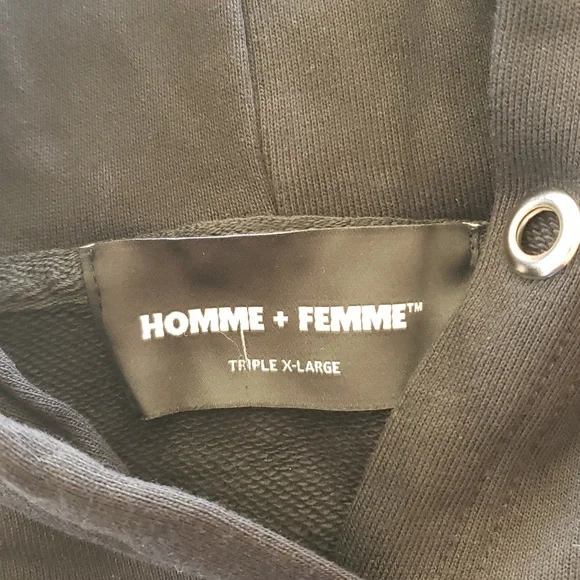 HOMME + FEMME™
TRIPLE X-LARGE